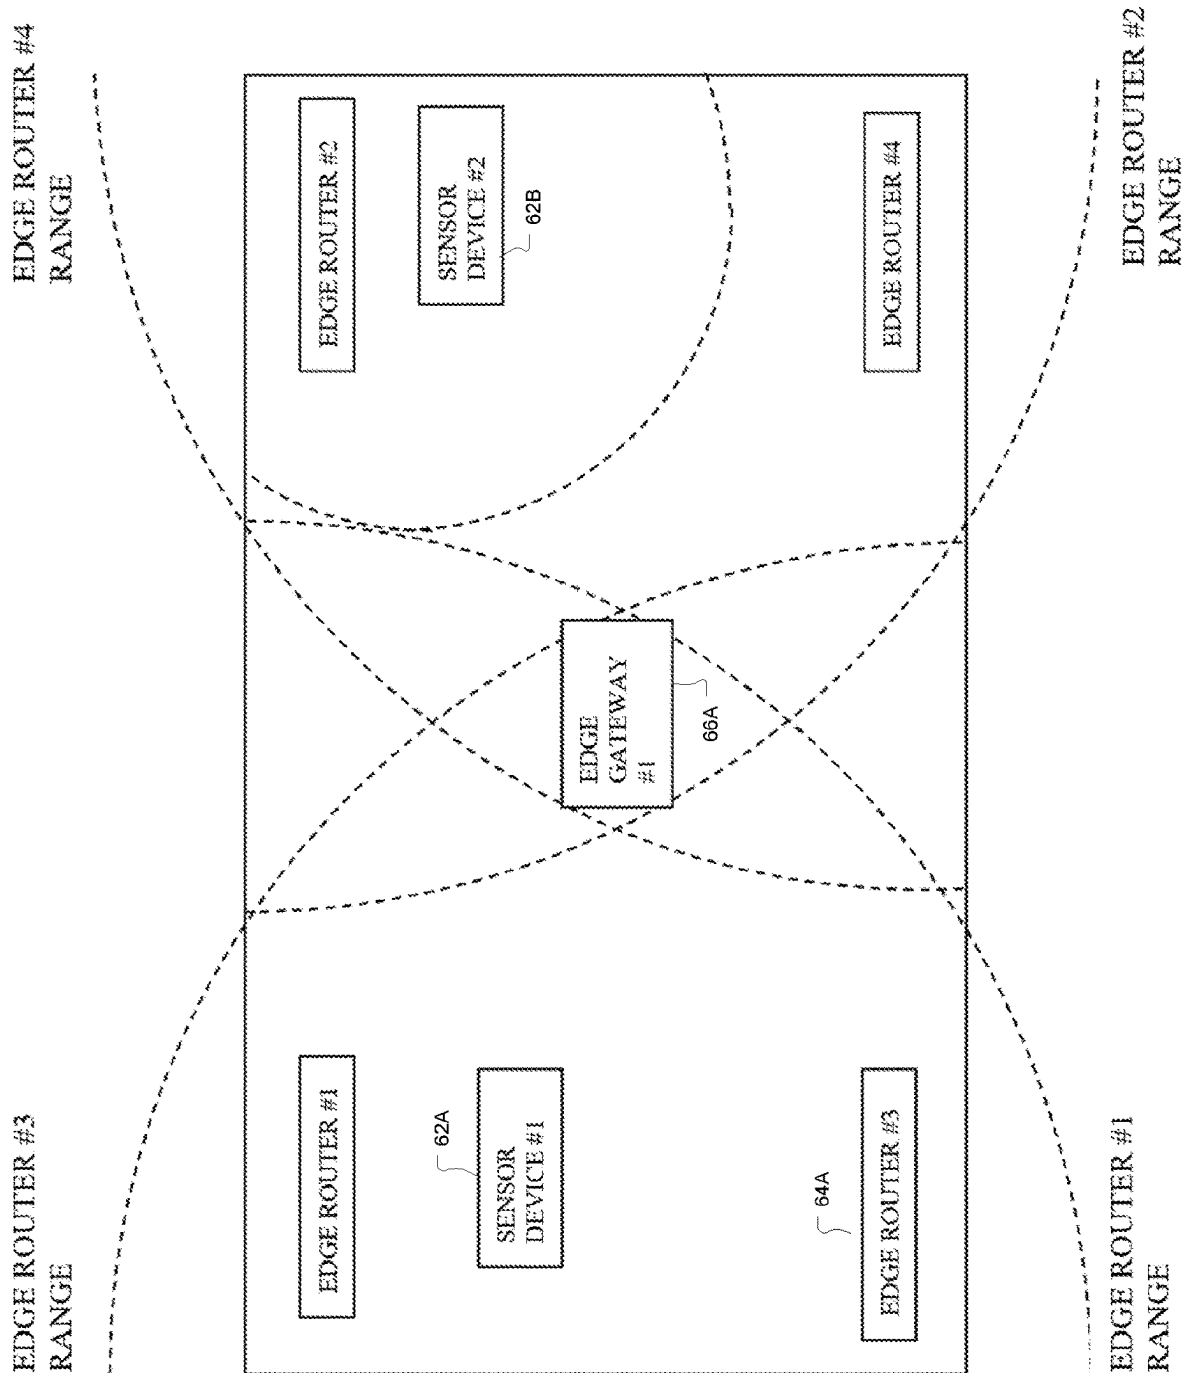 EDGE ROUTER #3
RANGE
EDGE ROUTER #4
RANGE
EDGE ROUTER #1
EDGE ROUTER #2
62A
SENSOR
DEVICE #1
SENSOR
DEVICE #2
62B
EDGE
GATEWAY
#1
66A
64A
EDGE ROUTER #3
EDGE ROUTER #4
EDGE ROUTER #1
RANGE
EDGE ROUTER #2
RANGE